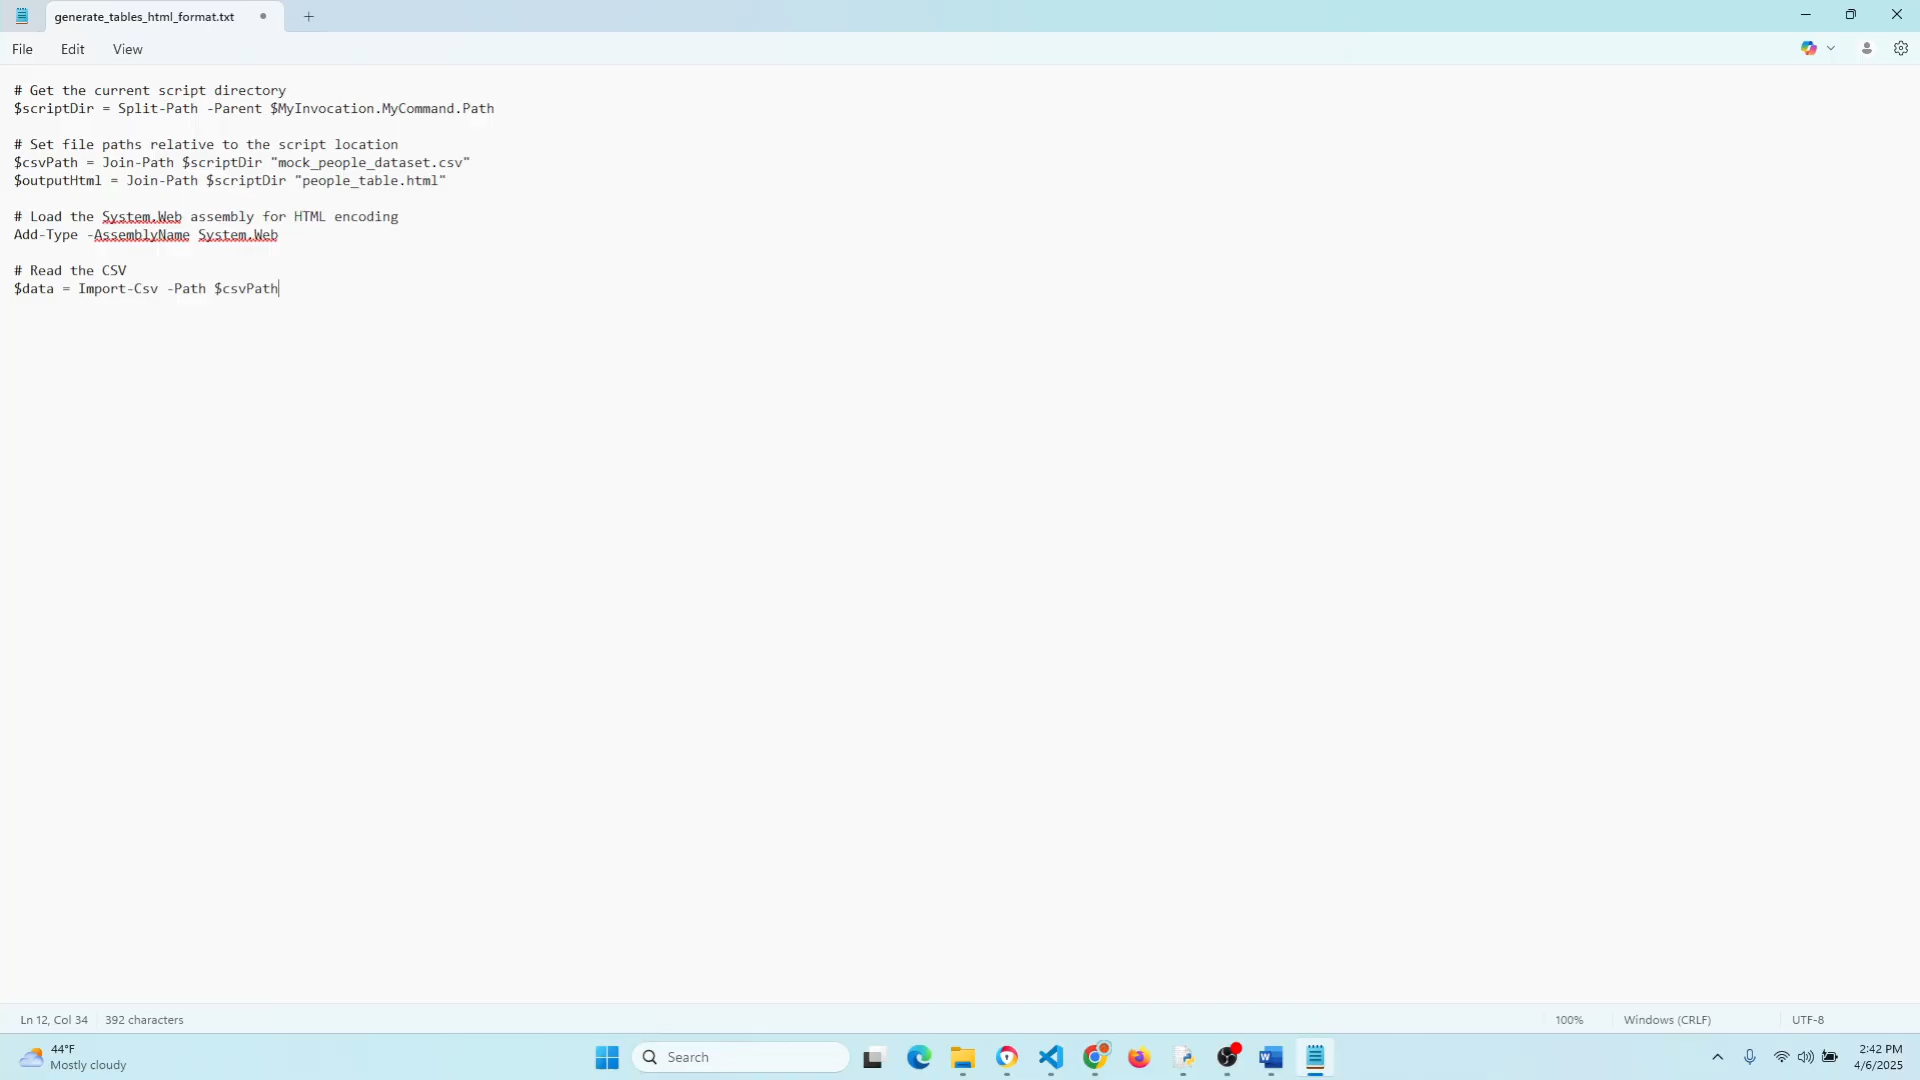 generate_tables_html_format.txt
File Edit View
# Get the current script directory
$scriptDir = Split-Path -Parent $MyInvocation.MyCommand.Path
# Set file paths relative to the script location
$csvPath = Join-Path $scriptDir "mock_people_dataset.csv"
$outputHtml = Join-Path $scriptDir "people_table.html"
# Load the System.Web assembly for HTML encoding
Add-Type -AssemblyName System.Web
# Read the CSV
$data = Import-Csv -Path $csvPath
Ln 12, Col 34 392 characters 100% Windows (CRLF) UTF-8
44°F
Mostly cloudy
Search
2:42 PM
4/6/2025